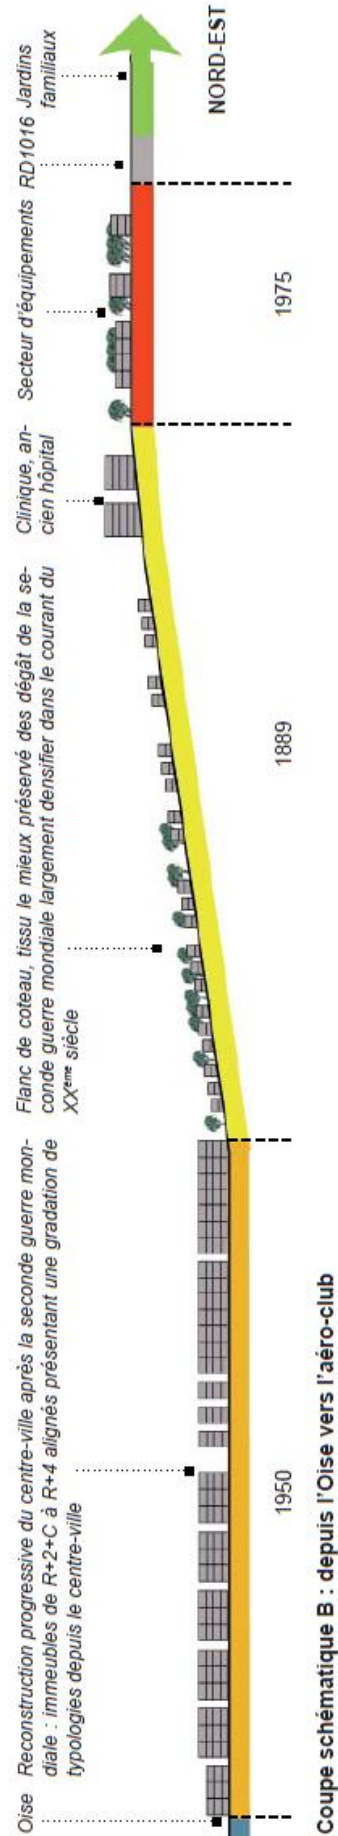 Oise
Reconstruction progressive du centre-ville après la seconde guerre mon-
diale : immeubles de R+2+C à R+4 alignés présentant une gradation de
typologies depuis le centre-ville
Flanc de coteau, tissu le mieux préservé des dégât de la se-
conde guerre mondiale largement densifier dans le courant du
XXᵉᵐᵉ siècle
Clinique, an-
cien hôpital
Secteur d'équipements
RD1016
Jardins
familiaux
1950
1889
1975
NORD-EST
Coupe schématique B : depuis l'Oise vers l'aéro-club